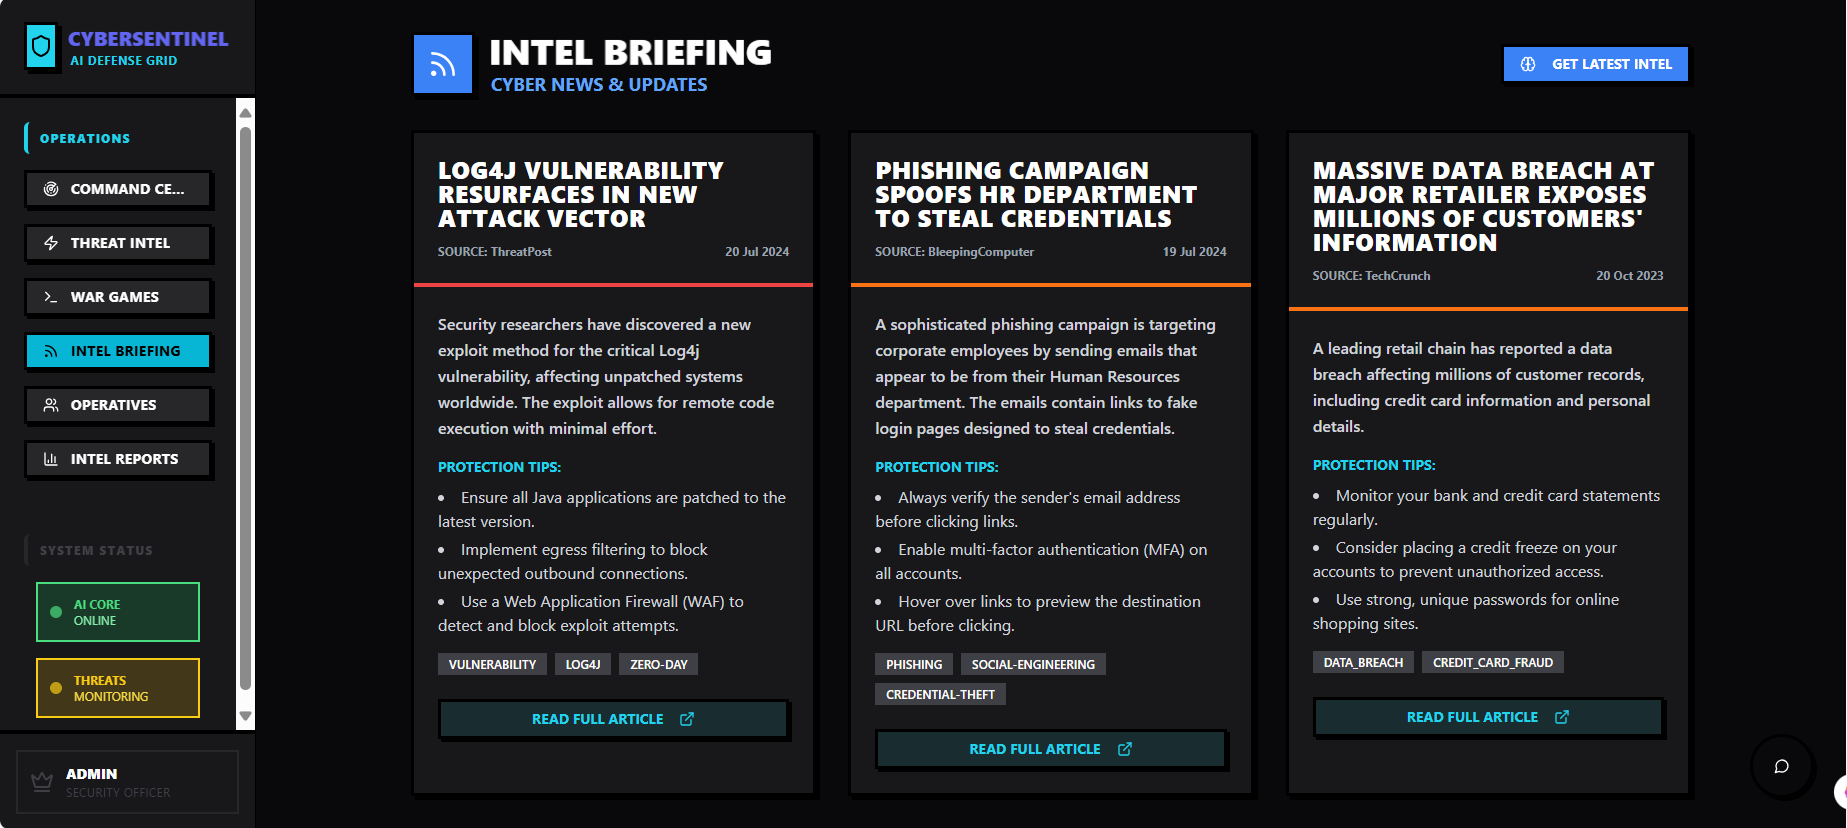 CYBERSENTINEL
AI DEFENSE GRID
OPERATIONS
COMMAND CE...
THREAT INTEL
WAR GAMES
INTEL BRIEFING
OPERATIVES
INTEL REPORTS
SYSTEM STATUS
AI CORE
ONLINE
THREATS
MONITORING
ADMIN
SECURITY OFFICER
INTEL BRIEFING
CYBER NEWS & UPDATES
GET LATEST INTEL
LOG4J VULNERABILITY
RESURFACES IN NEW
ATTACK VECTOR
SOURCE: ThreatPost 20 Jul 2024
Security researchers have discovered a new
exploit method for the critical Log4j
vulnerability, affecting unpatched systems
worldwide. The exploit allows for remote code
execution with minimal effort.
PROTECTION TIPS:
• Ensure all Java applications are patched to the
latest version.
• Implement egress filtering to block
unexpected outbound connections.
• Use a Web Application Firewall (WAF) to
detect and block exploit attempts.
VULNERABILITY LOG4J ZERO-DAY
READ FULL ARTICLE
PHISHING CAMPAIGN
SPOOFS HR DEPARTMENT
TO STEAL CREDENTIALS
SOURCE: BleepingComputer 19 Jul 2024
A sophisticated phishing campaign is targeting
corporate employees by sending emails that
appear to be from their Human Resources
department. The emails contain links to fake
login pages designed to steal credentials.
PROTECTION TIPS:
• Always verify the sender's email address
before clicking links.
• Enable multi-factor authentication (MFA) on
all accounts.
• Hover over links to preview the destination
URL before clicking.
PHISHING SOCIAL-ENGINEERING
CREDENTIAL-THEFT
READ FULL ARTICLE
MASSIVE DATA BREACH AT
MAJOR RETAILER EXPOSES
MILLIONS OF CUSTOMERS'
INFORMATION
SOURCE: TechCrunch 20 Oct 2023
A leading retail chain has reported a data
breach affecting millions of customer records,
including credit card information and personal
details.
PROTECTION TIPS:
• Monitor your bank and credit card statements
regularly.
• Consider placing a credit freeze on your
accounts to prevent unauthorized access.
• Use strong, unique passwords for online
shopping sites.
DATA_BREACH CREDIT_CARD_FRAUD
READ FULL ARTICLE